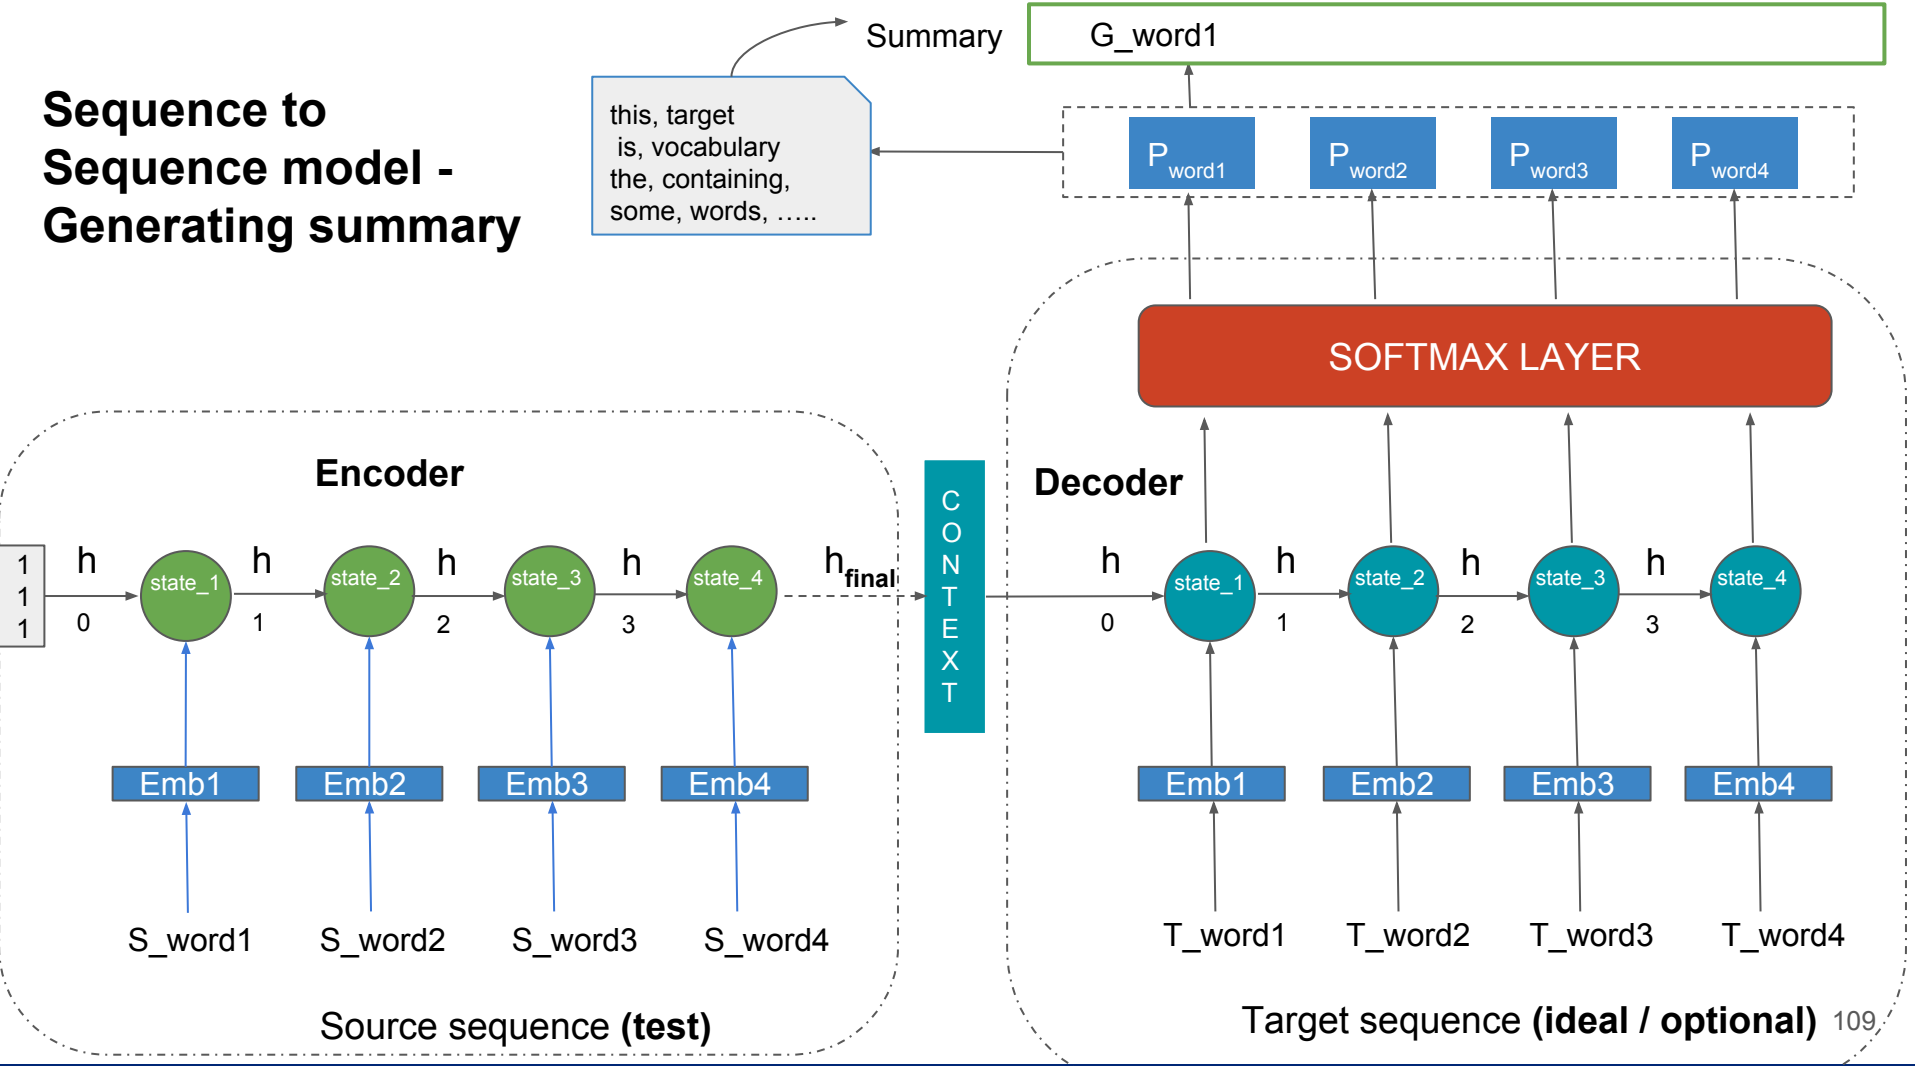 Sequence to
Sequence model -
Generating summary
Summary
G_word1
this, target
is, vocabulary
the, containing,
some, words, …..
P word1
P word2
P word3
P word4
SOFTMAX LAYER
Encoder
1
1
1
h
0
state_1
h
1
state_2
h
2
state_3
h
3
state_4
h final
CONTEXT
Decoder
h
0
state_1
h
1
state_2
h
2
state_3
h
3
state_4
Emb1
Emb2
Emb3
Emb4
Emb1
Emb2
Emb3
Emb4
S_word1
S_word2
S_word3
S_word4
T_word1
T_word2
T_word3
T_word4
Source sequence (test)
Target sequence (ideal / optional)
109